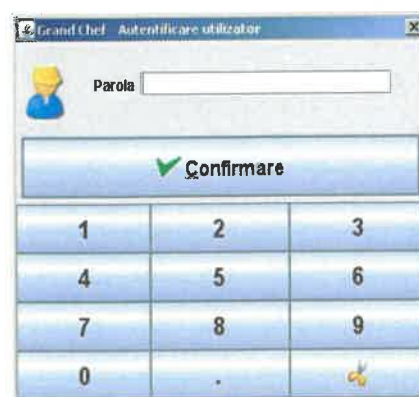 Grand Chef Autentificare utilizator
Parola
Confirmare
1 2 3
4 5 6
7 8 9
0 .